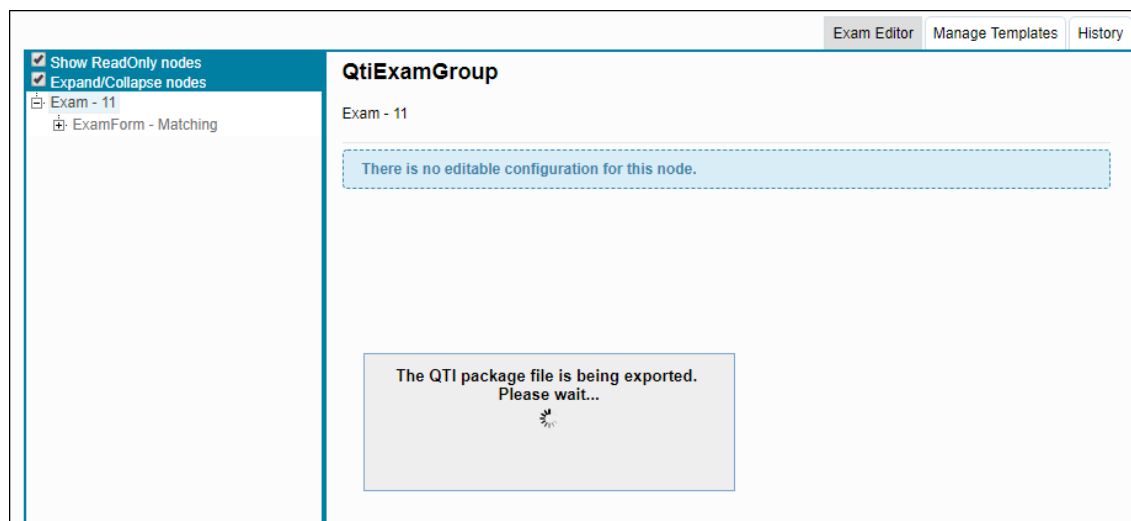 Exam Editor Manage Templates History
Show ReadOnly nodes
Expand/Collapse nodes
Exam - 11
ExamForm - Matching
QtiExamGroup
Exam - 11
There is no editable configuration for this node.
The QTI package file is being exported.
Please wait...